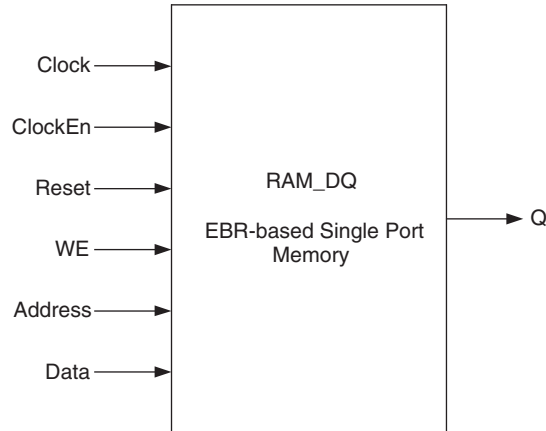 Clock
ClockEn
Reset
WE
Address
Data
RAM_DQ
EBR-based Single Port
Memory
Q